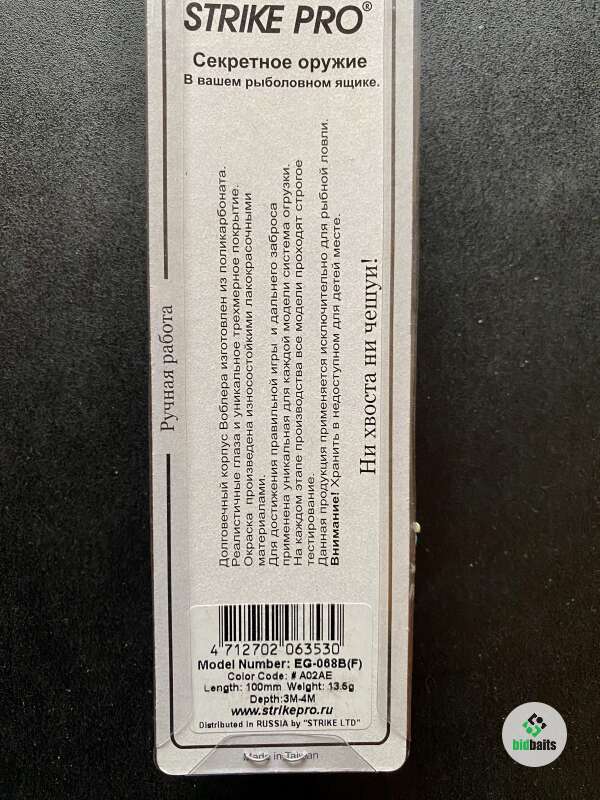 STRIKE PRO®
Секретное оружие
В вашем рыболовном ящике.
Ручная работа
Долговечный корпус Воблера изготовлен из поликарбоната.
Реалистичные глаза и уникальное трехмерное покрытие.
Окраска произведена износостойкими лакокрасочными
материалами.
Для достижения правильной игры и дальнего заброса
применена уникальная для каждой модели система огрузки.
На каждом этапе производства все модели проходят строгое
тестирование.
Данная продукция применяется исключительно для рыбной ловли.
Внимание! Хранить в недоступном для детей месте.
Ни хвоста ни чешуи!
4 712702 063530
Model Number: EG-068B(F)
Color Code: # A02AE
Length: 100mm Weight: 13.5g
Depth:3M-4M
www.strikepro.ru
Distributed in RUSSIA by "STRIKE LTD"
Made in Taiwan
bidbaits